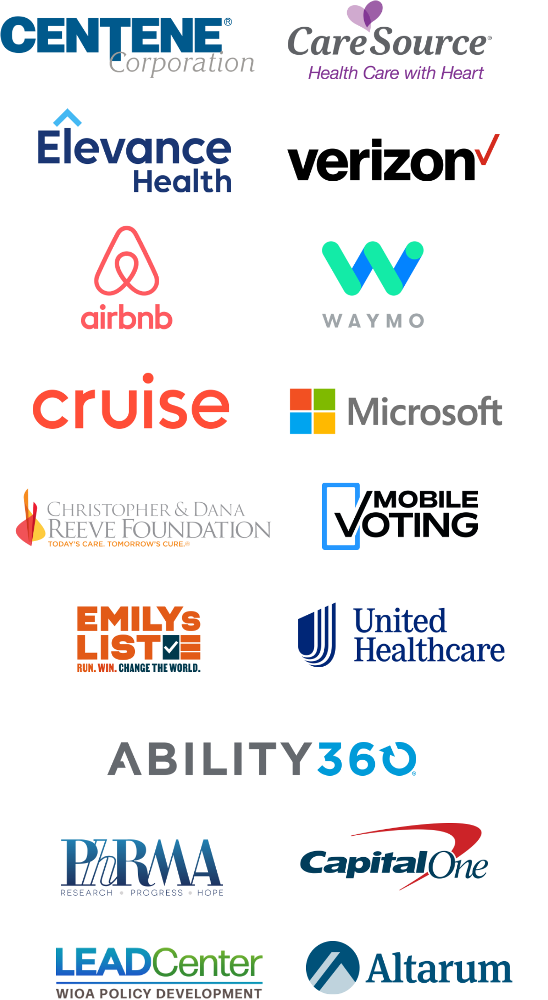 CENTENE®
Corporation
CareSource®
Health Care with Heart
Elevance
Health
verizon
airbnb
WAYMO
cruise
Microsoft
CHRISTOPHER & DANA
REEVE FOUNDATION
TODAY'S CARE. TOMORROW'S CURE.®
MOBILE
VOTING
EMILYs
LIST
RUN. WIN. CHANGE THE WORLD.
United
Healthcare
ABILITY360
PhRMA
RESEARCH • PROGRESS • HOPE
CapitalOne
LEADCenter
WIOA POLICY DEVELOPMENT
Altarum